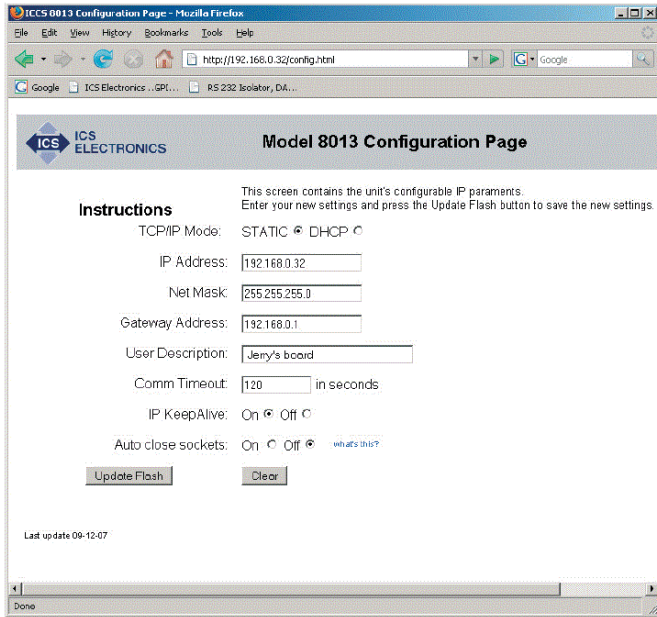 ICCS 8013 Configuration Page - Mozilla Firefox
File Edit View History Bookmarks Tools Help
http://192.168.0.32/config.html
G Google
Google ICS Electronics ..GPI... RS 232 Isolator, DA...
ICS ICS ELECTRONICS
Model 8013 Configuration Page
This screen contains the unit's configurable IP paraments.
Instructions
Enter your new settings and press the Update Flash button to save the new settings.
TCP/IP Mode: STATIC DHCP
IP Address: 192.168.0.32
Net Mask: 255.255.255.0
Gateway Address: 192.168.0.1
User Description: Jerry's board
Comm Timeout: 120 in seconds
IP KeepAlive: On Off
Auto close sockets: On Off what's this?
Update Flash Clear
Last update 09-12-07
Done